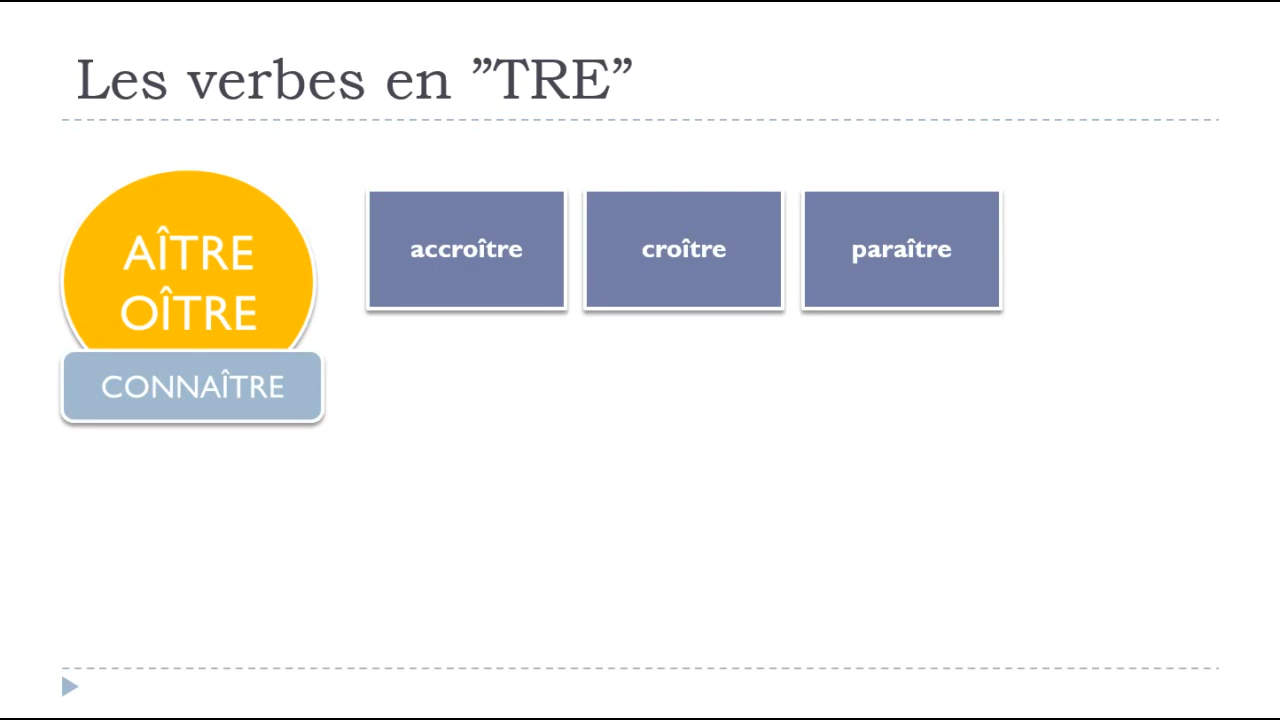 Les verbes en ”TRE”
AÎTRE
OÎTRE
CONNAÎTRE
accroître
croître
paraître